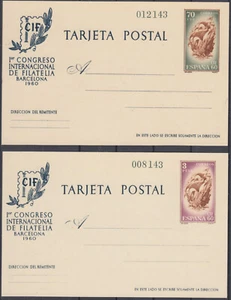 012143
CIF
TARJETA POSTAL
70
ESPAÑA 60
1er CONGRESO
INTERNACIONAL
DE FILATELIA
BARCELONA
1960
A
DIRECCION DEL REMITENTE
EN ESTE LADO SE ESCRIBE SOLAMENTE LA DIRECCION
008143
CIF
TARJETA POSTAL
3
ESPAÑA 60
1er CONGRESO
INTERNACIONAL
DE FILATELIA
BARCELONA
1960
A
DIRECCION DEL REMITENTE
EN ESTE LADO SE ESCRIBE SOLAMENTE LA DIRECCION